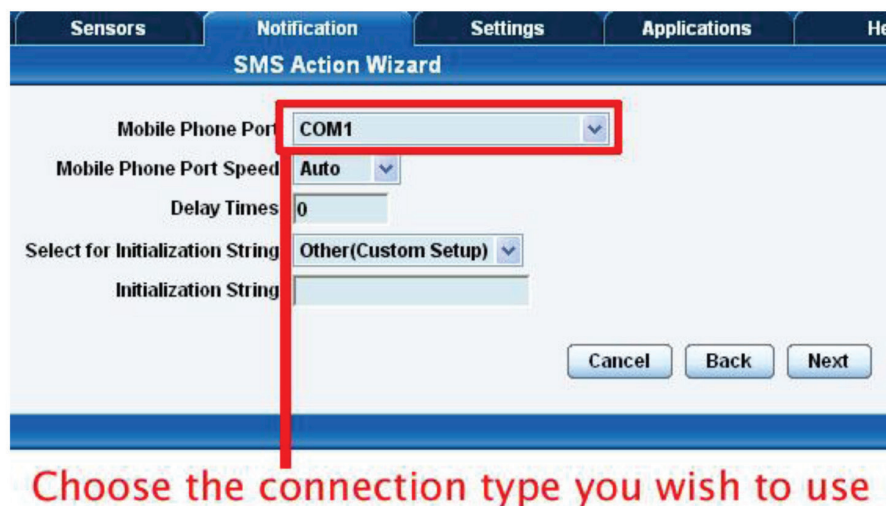 Sensors Notification Settings Applications He
SMS Action Wizard
Mobile Phone Port COM1
Mobile Phone Port Speed Auto
Delay Times 0
Select for Initialization String Other(Custom Setup)
Initialization String
Cancel Back Next
Choose the connection type you wish to use